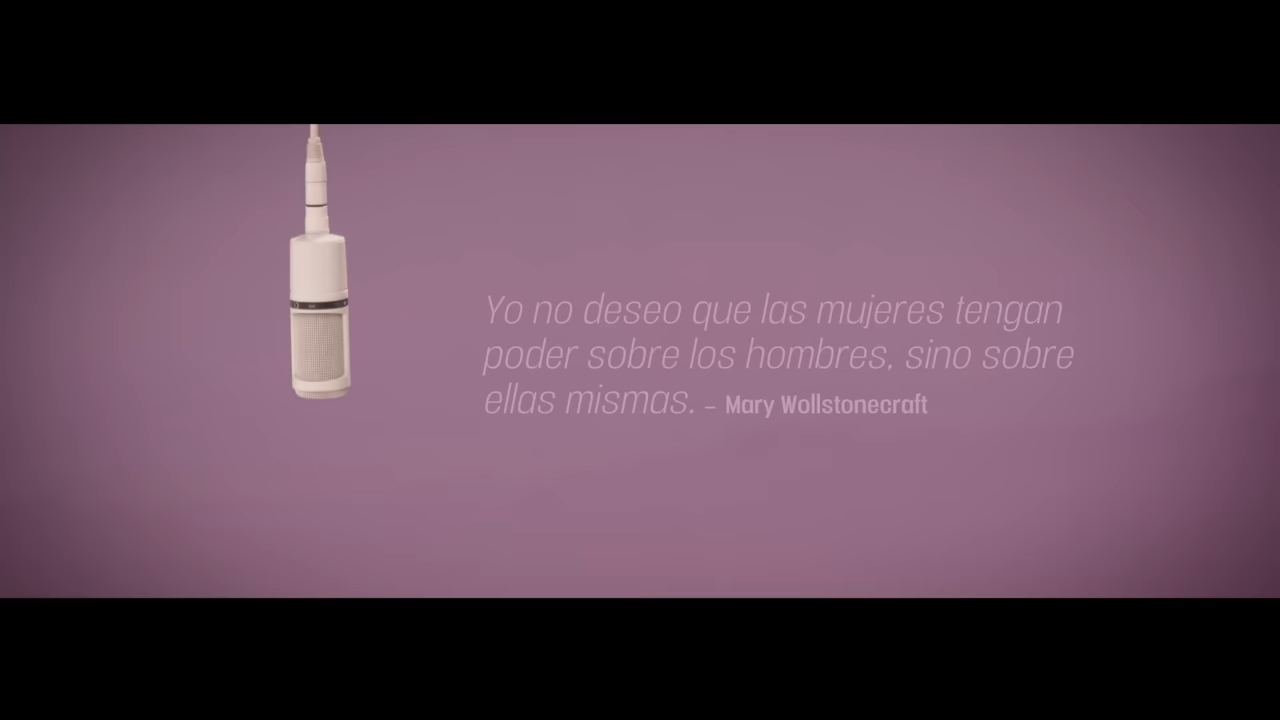 Yo no deseo que las mujeres tengan
poder sobre los hombres, sino sobre
ellas mismas. – Mary Wollstonecraft